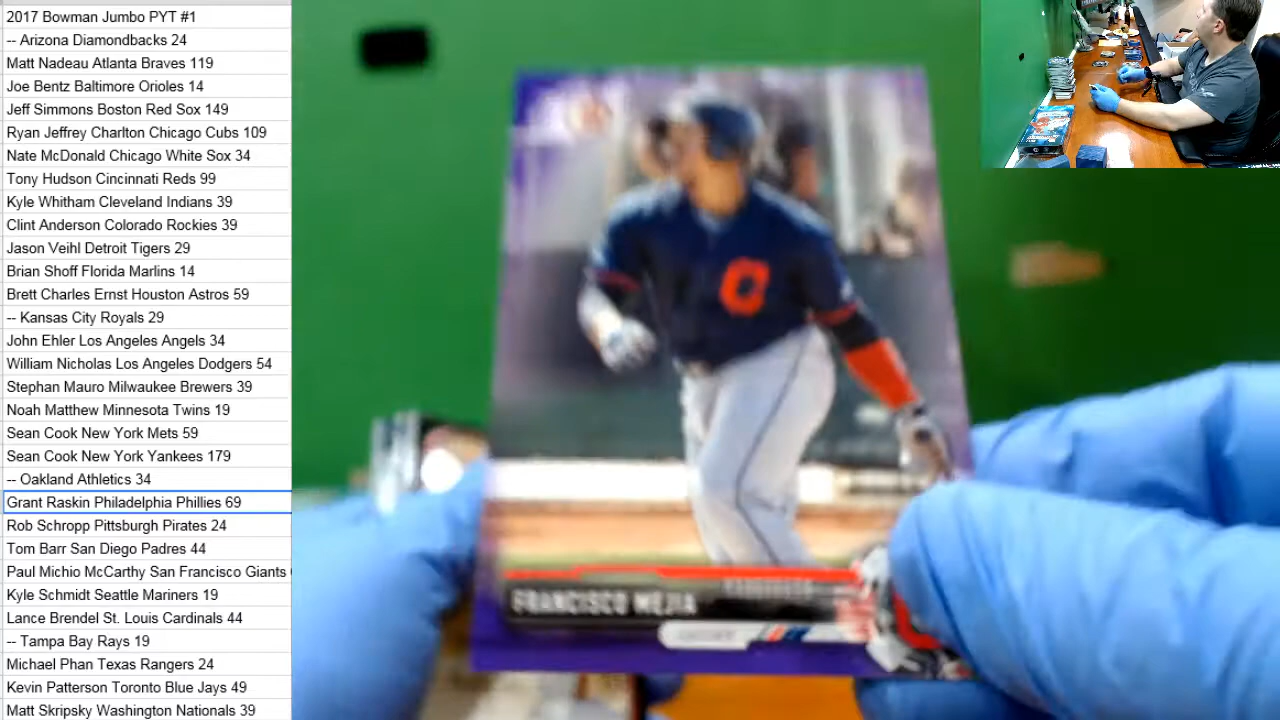 2017 Bowman Jumbo PYT #1
-- Arizona Diamondbacks 24
Matt Nadeau Atlanta Braves 119
Joe Bentz Baltimore Orioles 14
Jeff Simmons Boston Red Sox 149
Ryan Jeffrey Charlton Chicago Cubs 109
Nate McDonald Chicago White Sox 34
Tony Hudson Cincinnati Reds 99
Kyle Whitham Cleveland Indians 39
Clint Anderson Colorado Rockies 39
Jason Veihl Detroit Tigers 29
Brian Shoff Florida Marlins 14
Brett Charles Ernst Houston Astros 59
-- Kansas City Royals 29
John Ehler Los Angeles Angels 34
William Nicholas Los Angeles Dodgers 54
Stephan Mauro Milwaukee Brewers 39
Noah Matthew Minnesota Twins 19
Sean Cook New York Mets 59
Sean Cook New York Yankees 179
-- Oakland Athletics 34
Grant Raskin Philadelphia Phillies 69
Rob Schropp Pittsburgh Pirates 24
Tom Barr San Diego Padres 44
Paul Michio McCarthy San Francisco Giants
Kyle Schmidt Seattle Mariners 19
Lance Brendel St. Louis Cardinals 44
-- Tampa Bay Rays 19
Michael Phan Texas Rangers 24
Kevin Patterson Toronto Blue Jays 49
Matt Skripsky Washington Nationals 39
PROSPECTS
FRANCISCO MEJIA